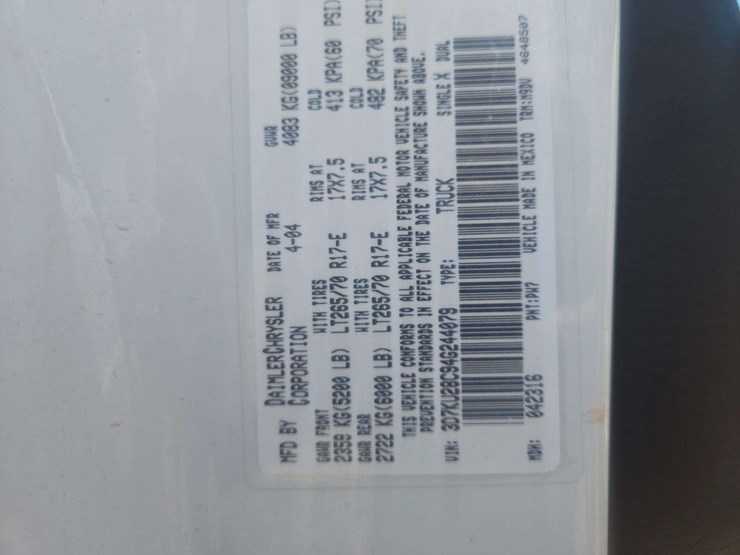 MFD BY DAIMLERCHRYSLER CORPORATION
DATE OF MFR 4-04
GVWR 4083 KG(09000 LB)
GAWR FRONT WITH TIRES RIMS AT COLD
2359 KG(5200 LB) LT265/70 R17-E 17X7.5 413 KPA(60 PSI)
GAWR REAR WITH TIRES RIMS AT COLD
2722 KG(6000 LB) LT265/70 R17-E 17X7.5 482 KPA(70 PSI)
THIS VEHICLE CONFORMS TO ALL APPLICABLE FEDERAL MOTOR VEHICLE SAFETY AND THEFT
PREVENTION STANDARDS IN EFFECT ON THE DATE OF MANUFACTURE SHOWN ABOVE.
VIN: 3D7KU28C94G244079 TYPE: TRUCK SINGLE X DUAL
MDH: 042316 PNT:PW7 VEHICLE MADE IN MEXICO TRM:M9DV 4648507